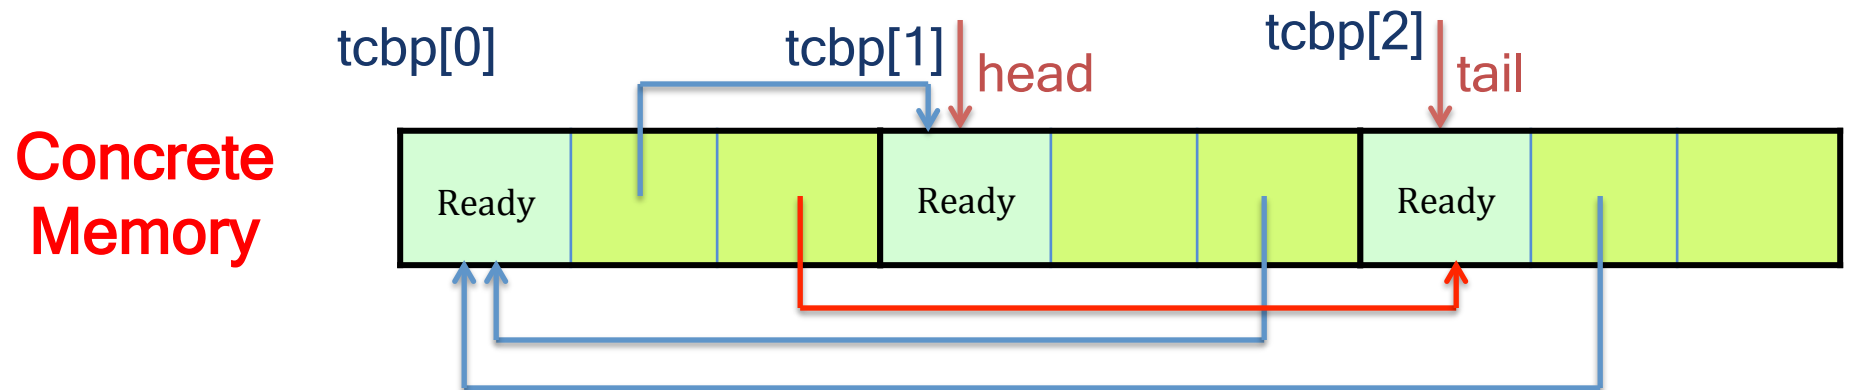 tcbp[0]
tcbp[1]
head
tcbp[2]
tail
Concrete
Memory
Ready
Ready
Ready